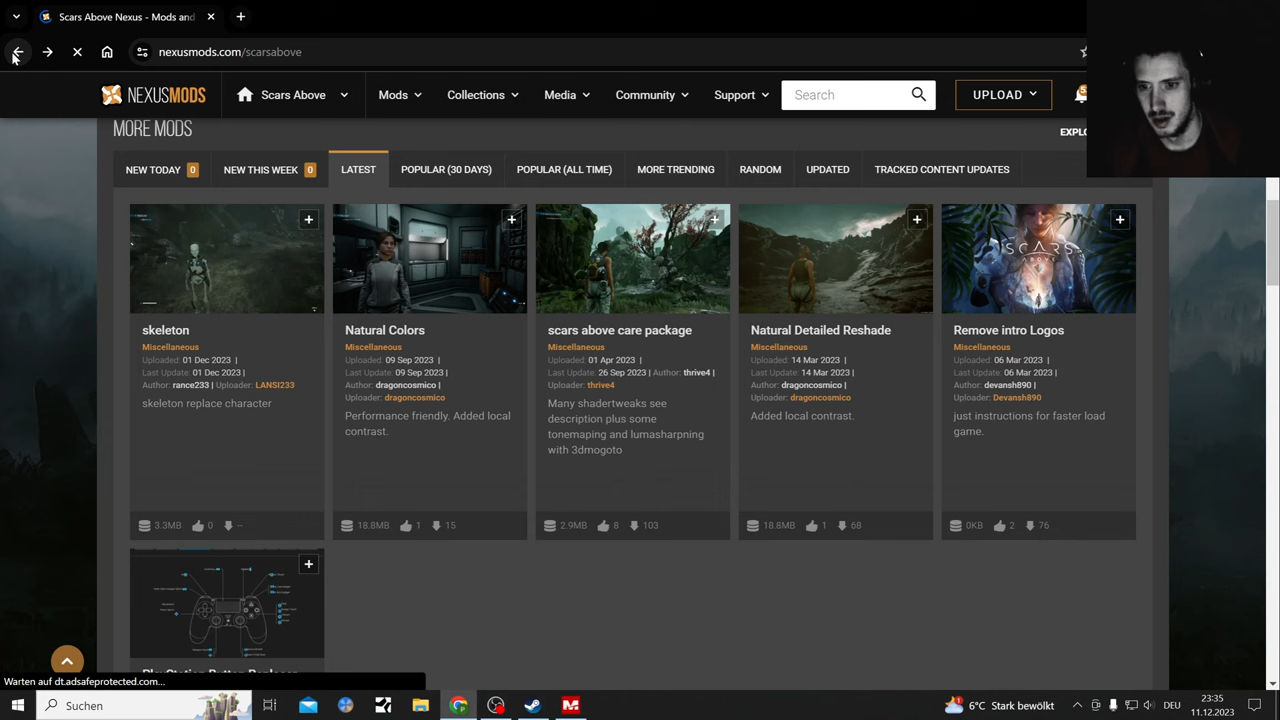 Scars Above Nexus - Mods and
nexusmods.com/scarsabove
NEXUSMODS
Scars Above
Mods
Collections
Media
Community
Support
Search
UPLOAD
MORE MODS
NEW TODAY 0
NEW THIS WEEK 0
LATEST
POPULAR (30 DAYS)
POPULAR (ALL TIME)
MORE TRENDING
RANDOM
UPDATED
TRACKED CONTENT UPDATES
skeleton
Miscellaneous
Uploaded: 01 Dec 2023 |
Last Update: 01 Dec 2023 |
Author: rance233 | Uploader: LANSI233
skeleton replace character
3.3MB 0 --
Natural Colors
Miscellaneous
Uploaded: 09 Sep 2023 |
Last Update: 09 Sep 2023 |
Author: dragoncosmico |
Uploader: dragoncosmico
Performance friendly. Added local
contrast.
18.8MB 1 15
scars above care package
Miscellaneous
Uploaded: 01 Apr 2023 |
Last Update: 26 Sep 2023 | Author: thrive4 |
Uploader: thrive4
Many shadertweaks see
description plus some
tonemaping and lumasharpning
with 3dmogoto
2.9MB 8 103
Natural Detailed Reshade
Miscellaneous
Uploaded: 14 Mar 2023 |
Last Update: 14 Mar 2023 |
Author: dragoncosmico |
Uploader: dragoncosmico
Added local contrast.
18.8MB 1 68
SCARS
ABOVE
Remove intro Logos
Miscellaneous
Uploaded: 06 Mar 2023 |
Last Update: 06 Mar 2023 |
Author: devansh890 |
Uploader: Devansh890
just instructions for faster load
game.
0KB 2 76
Warten auf dt.adsafeprotected.com...
Suchen
6°C Stark bewölkt
DEU
23:35
11.12.2023